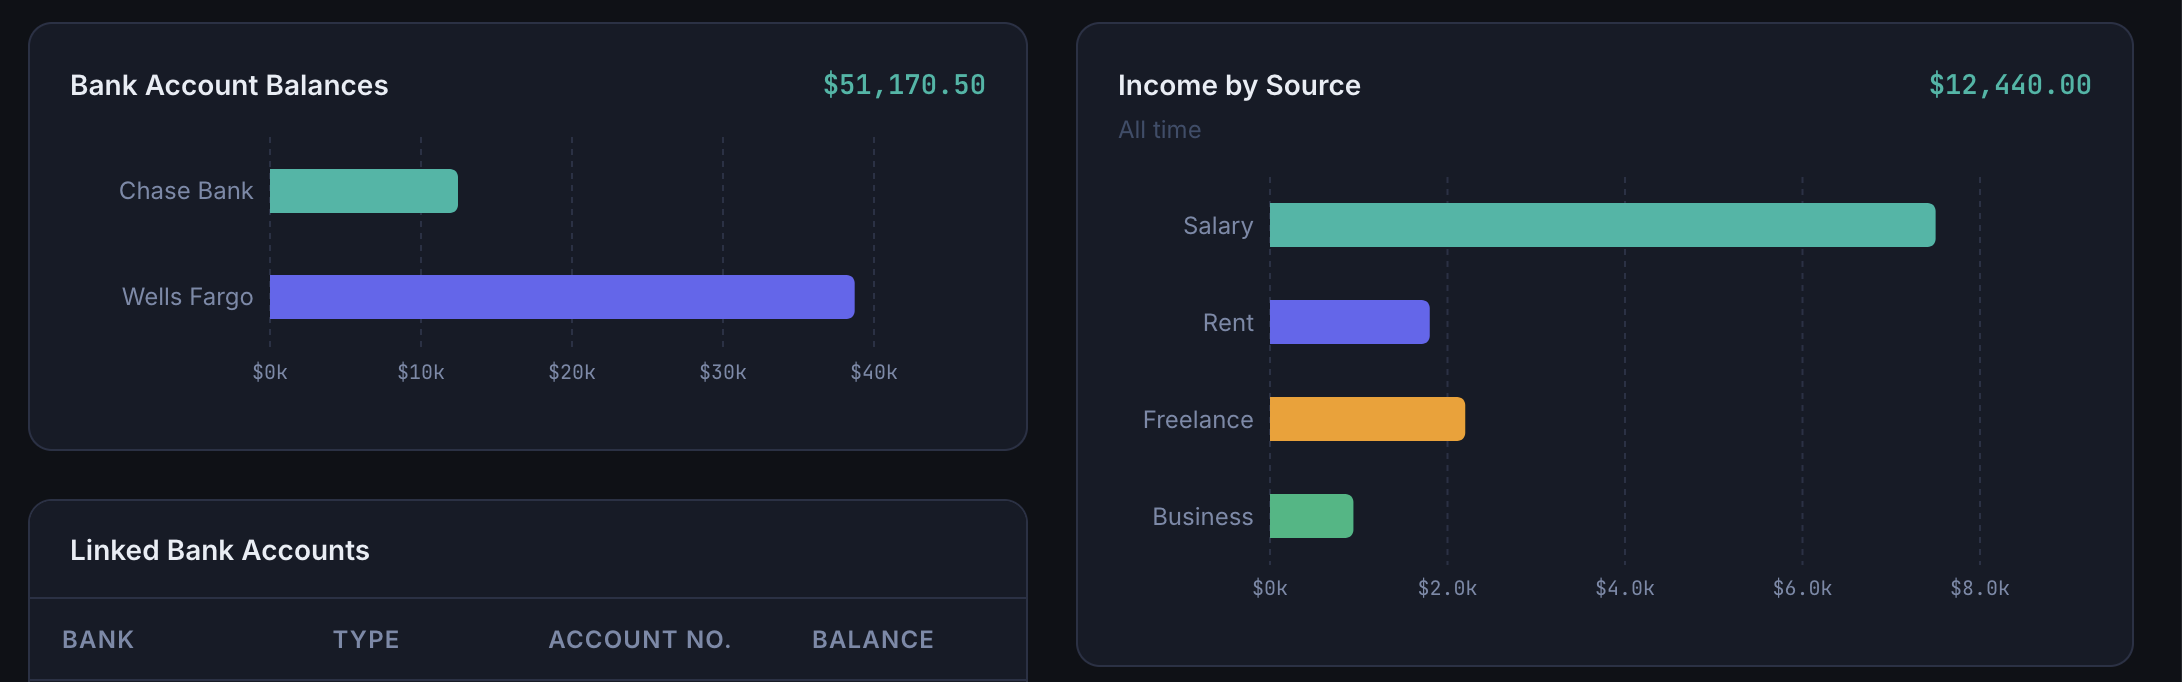 Bank Account Balances
$51,170.50
Chase Bank
Wells Fargo
$0k $10k $20k $30k $40k
Linked Bank Accounts
BANK TYPE ACCOUNT NO. BALANCE
Income by Source
$12,440.00
All time
Salary
Rent
Freelance
Business
$0k $2.0k $4.0k $6.0k $8.0k